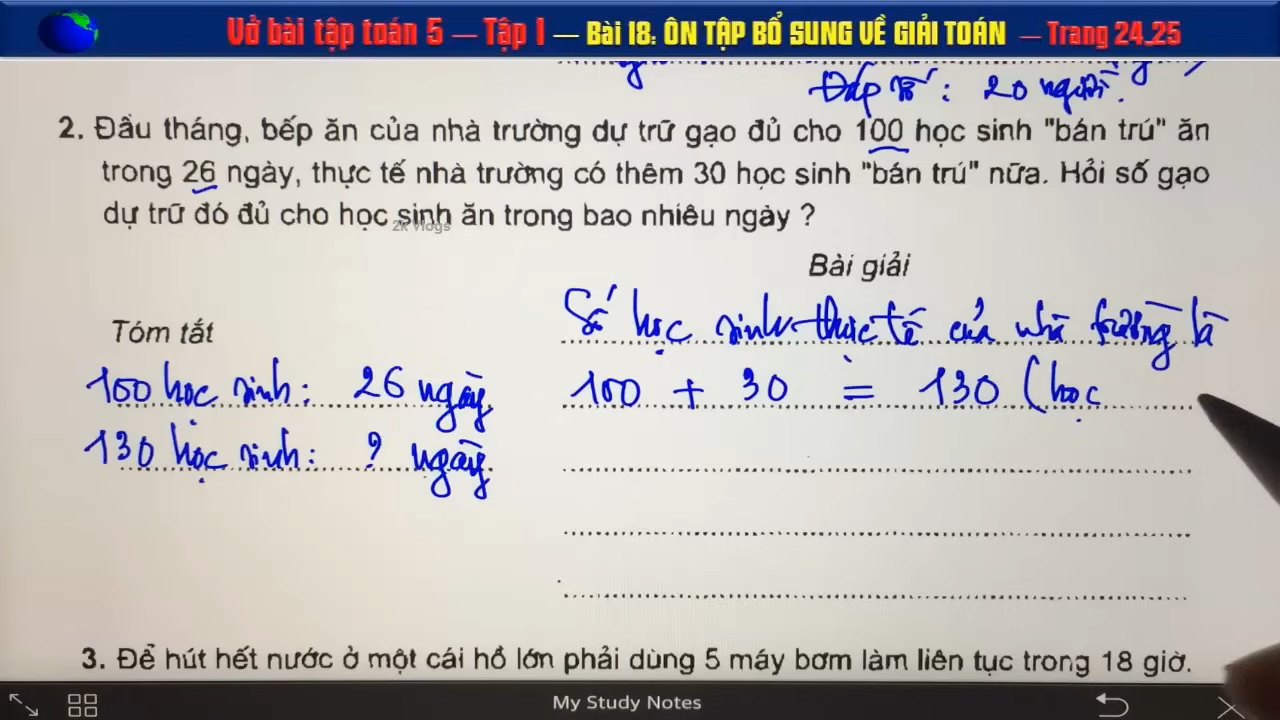 Vở bài tập toán 5 – Tập 1 – Bài 18: ÔN TẬP BỔ SUNG VỀ GIẢI TOÁN – Trang 24,25
Đáp số: 20 người.
2. Đầu tháng, bếp ăn của nhà trường dự trữ gạo đủ cho 100 học sinh "bán trú" ăn
trong 26 ngày, thực tế nhà trường có thêm 30 học sinh "bán trú" nữa. Hỏi số gạo
dự trữ đó đủ cho học sinh ăn trong bao nhiêu ngày ?
2K Vlogs
Bài giải
Số học sinh thực tế của nhà trường là
Tóm tắt
100 học sinh: 26 ngày
100 + 30 = 130 (học
130 học sinh: ? ngày
3. Để hút hết nước ở một cái hồ lớn phải dùng 5 máy bơm làm liên tục trong 18 giờ.
My Study Notes